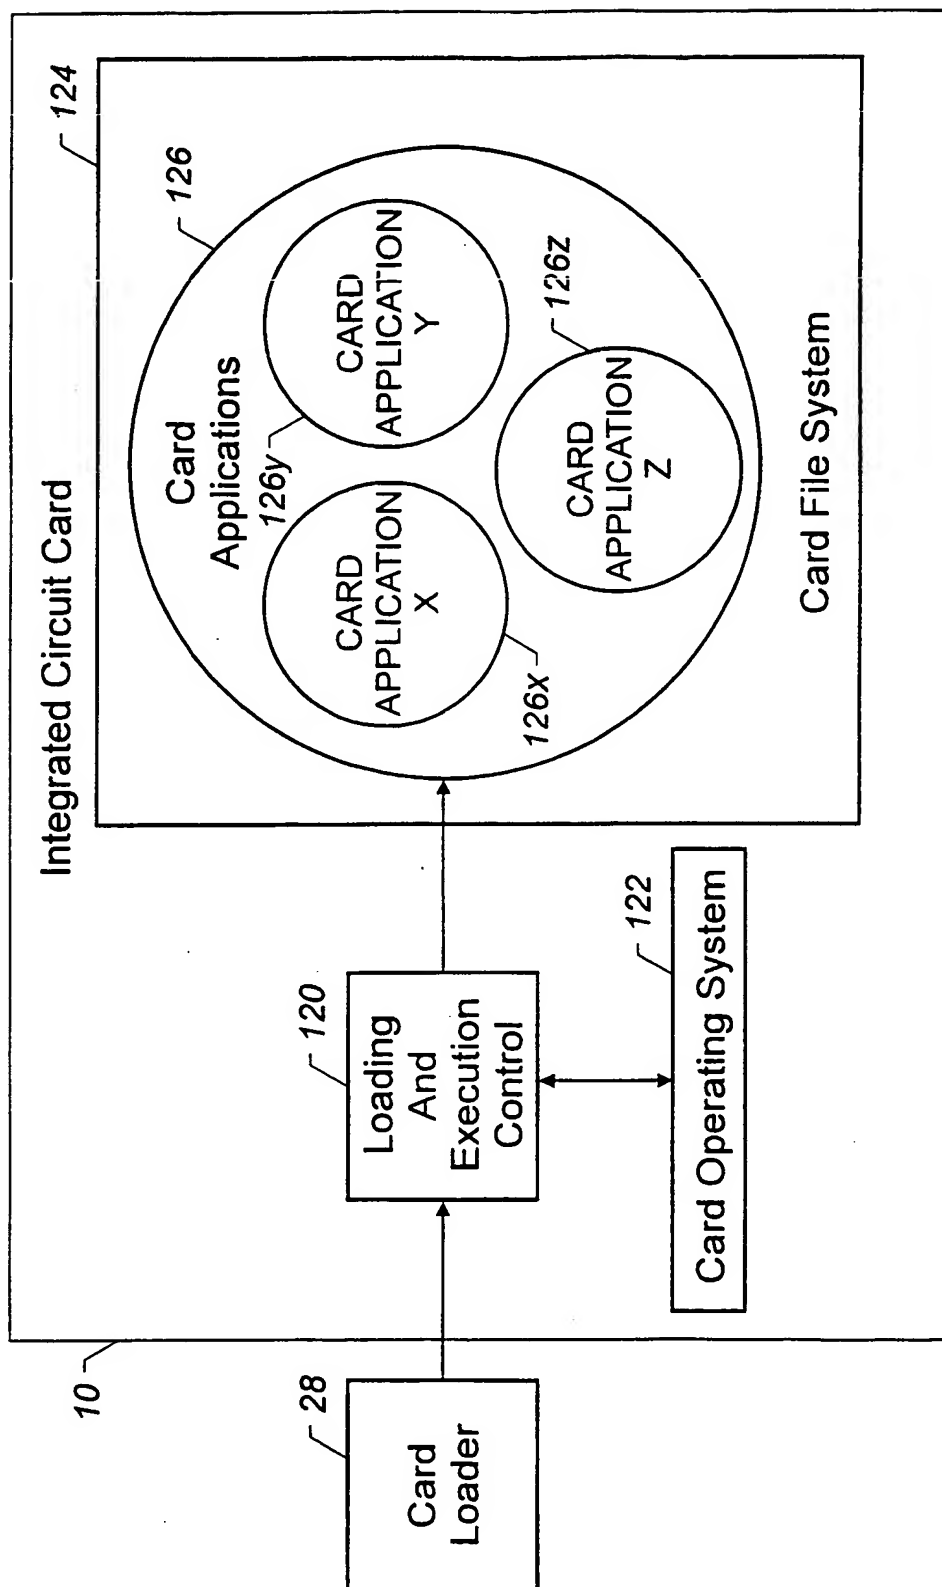 Integrated Circuit Card
10
28
Card
Loader
120
Loading
And
Execution
Control
122
Card Operating System
124
126
Card
Applications
126x
CARD
APPLICATION
X
126y
CARD
APPLICATION
Y
126z
CARD
APPLICATION
Z
Card File System